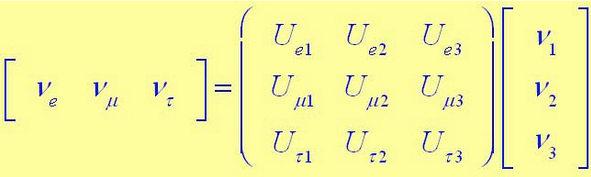 [ ν_e ν_μ ν_τ ] = ( U_e1 U_e2 U_e3 ) [ ν_1 ]
( U_μ1 U_μ2 U_μ3 ) [ ν_2 ]
( U_τ1 U_τ2 U_τ3 ) [ ν_3 ]